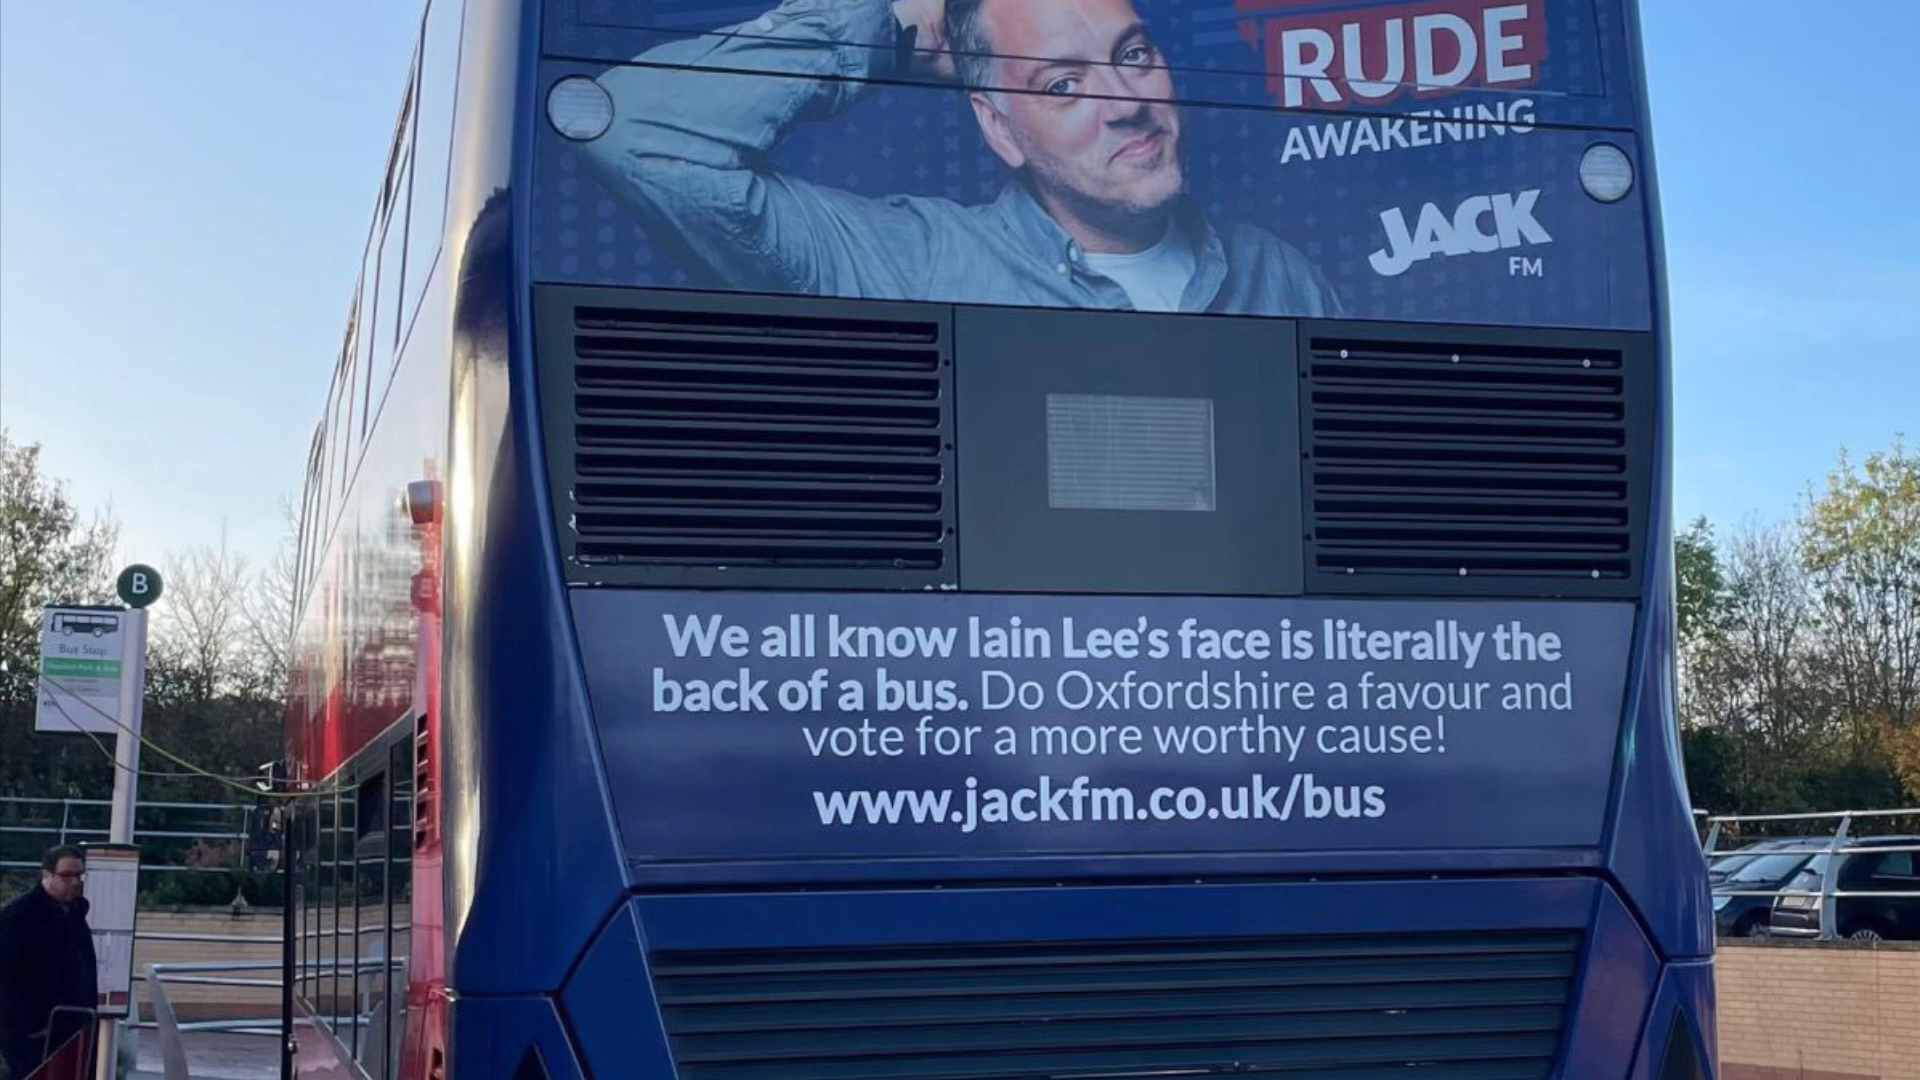 RUDE
AWAKENING
JACK
FM
We all know Iain Lee's face is literally the
back of a bus. Do Oxfordshire a favour and
vote for a more worthy cause!
www.jackfm.co.uk/bus
B
Bus Stop